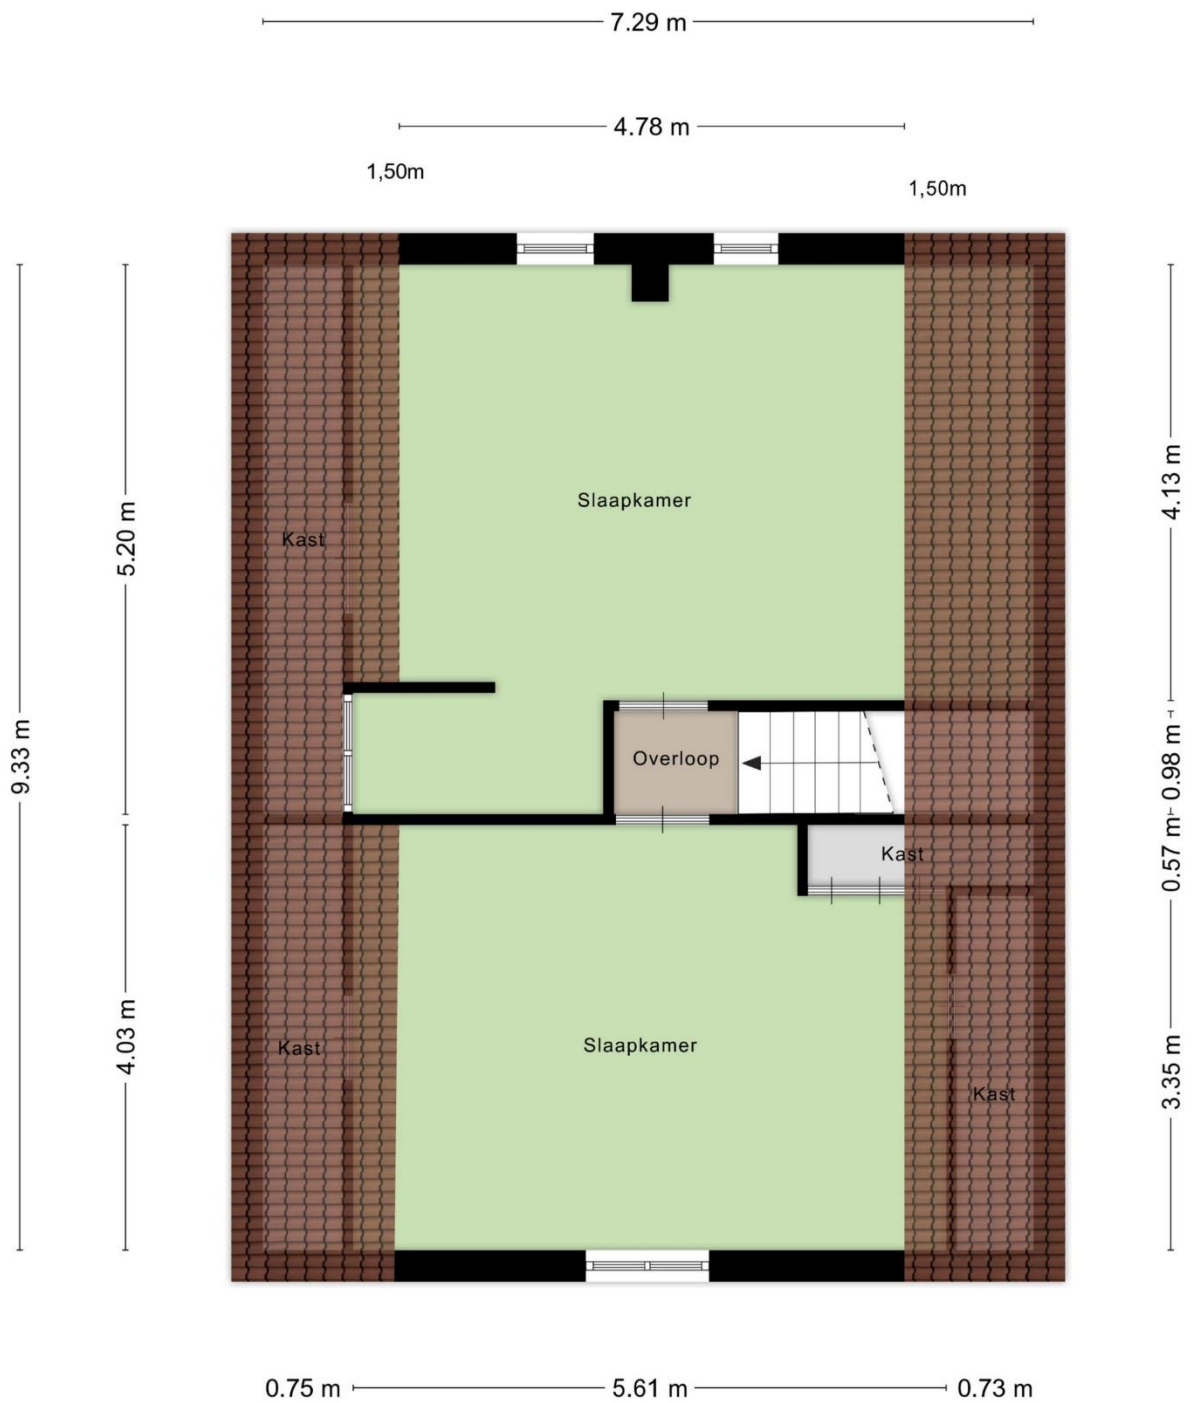 7.29 m
4.78 m
1,50m
1,50m
4.13 m
Slaapkamer
Kast
5.20 m
9.33 m
Overloop
0.98 m
0.57 m
Kast
4.03 m
Slaapkamer
Kast
3.35 m
Kast
0.75 m
5.61 m
0.73 m